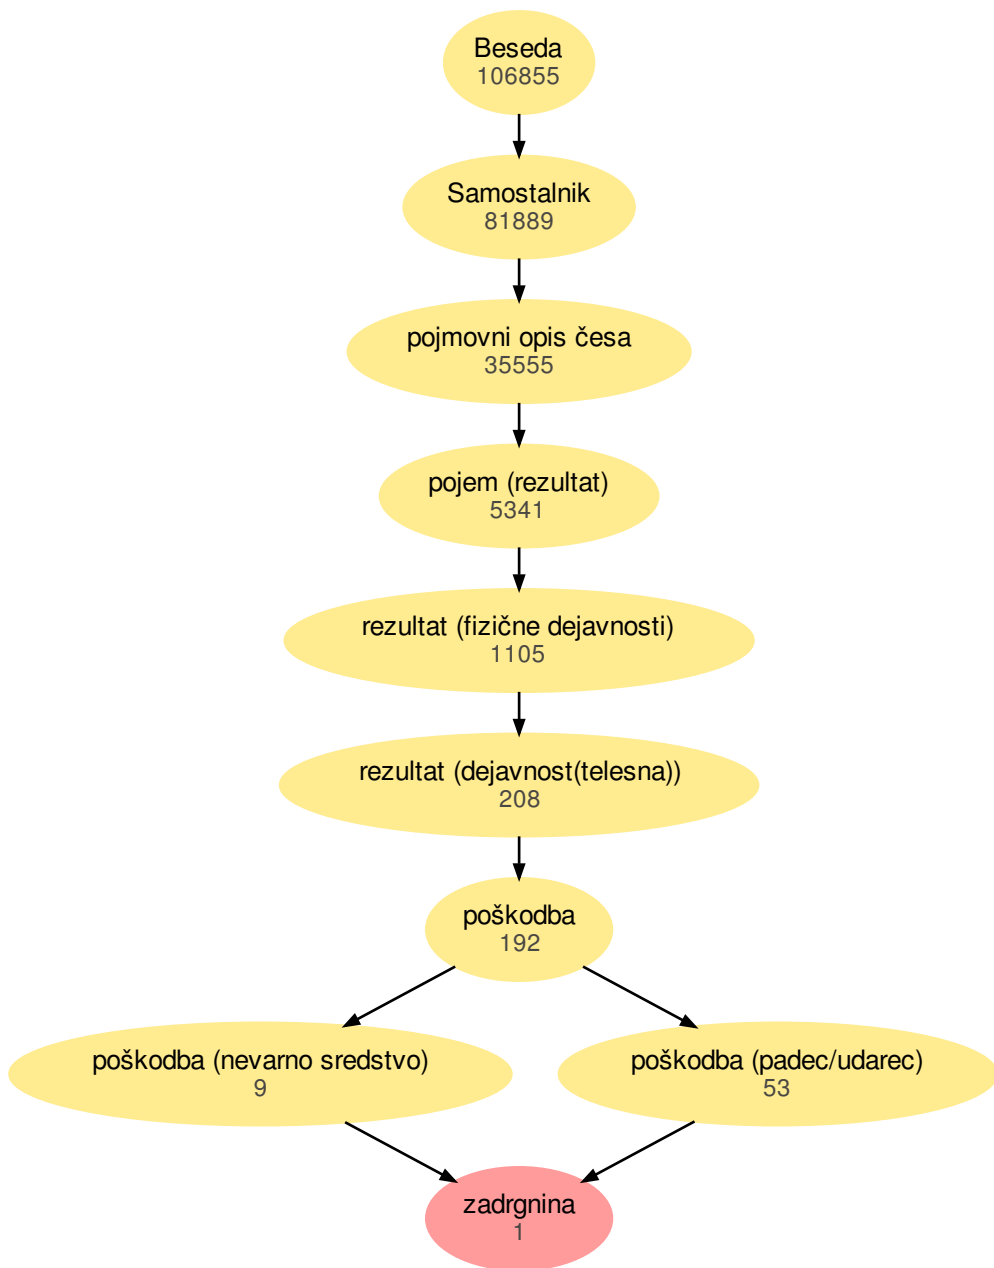 Beseda
106855
Samostalnik
81889
pojmovni opis česa
35555
pojem (rezultat)
5341
rezultat (fizične dejavnosti)
1105
rezultat (dejavnost(telesna))
208
poškodba
192
poškodba (nevarno sredstvo)
9
poškodba (padec/udarec)
53
zadrgnina
1